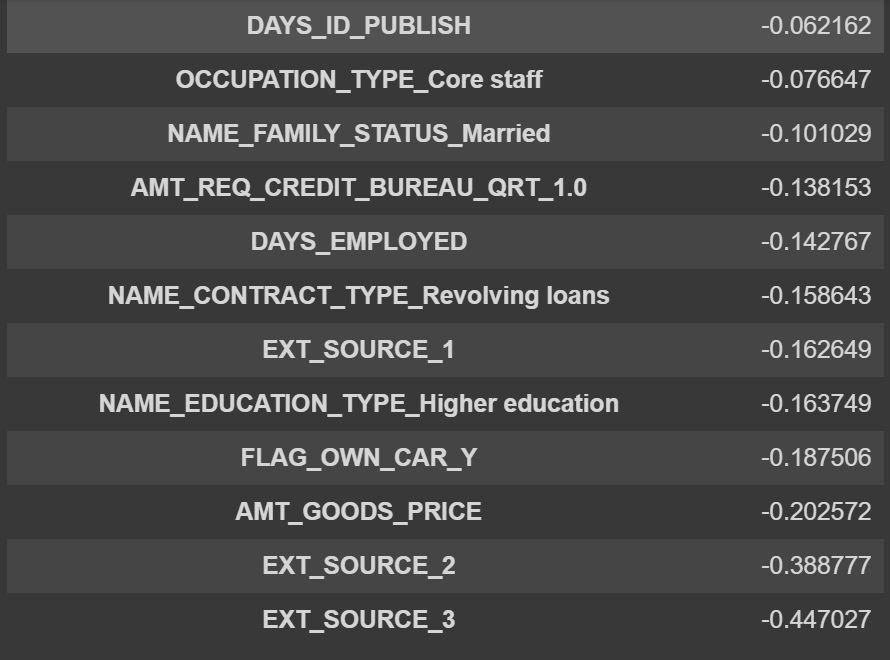 DAYS_ID_PUBLISH -0.062162
OCCUPATION_TYPE_Core staff -0.076647
NAME_FAMILY_STATUS_Married -0.101029
AMT_REQ_CREDIT_BUREAU_QRT_1.0 -0.138153
DAYS_EMPLOYED -0.142767
NAME_CONTRACT_TYPE_Revolving loans -0.158643
EXT_SOURCE_1 -0.162649
NAME_EDUCATION_TYPE_Higher education -0.163749
FLAG_OWN_CAR_Y -0.187506
AMT_GOODS_PRICE -0.202572
EXT_SOURCE_2 -0.388777
EXT_SOURCE_3 -0.447027